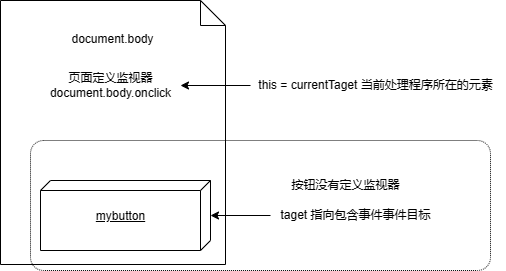 document.body
页面定义监视器
document.body.onclick
this = currentTaget 当前处理程序所在的元素
按钮没有定义监视器
mybutton
taget 指向包含事件事件目标